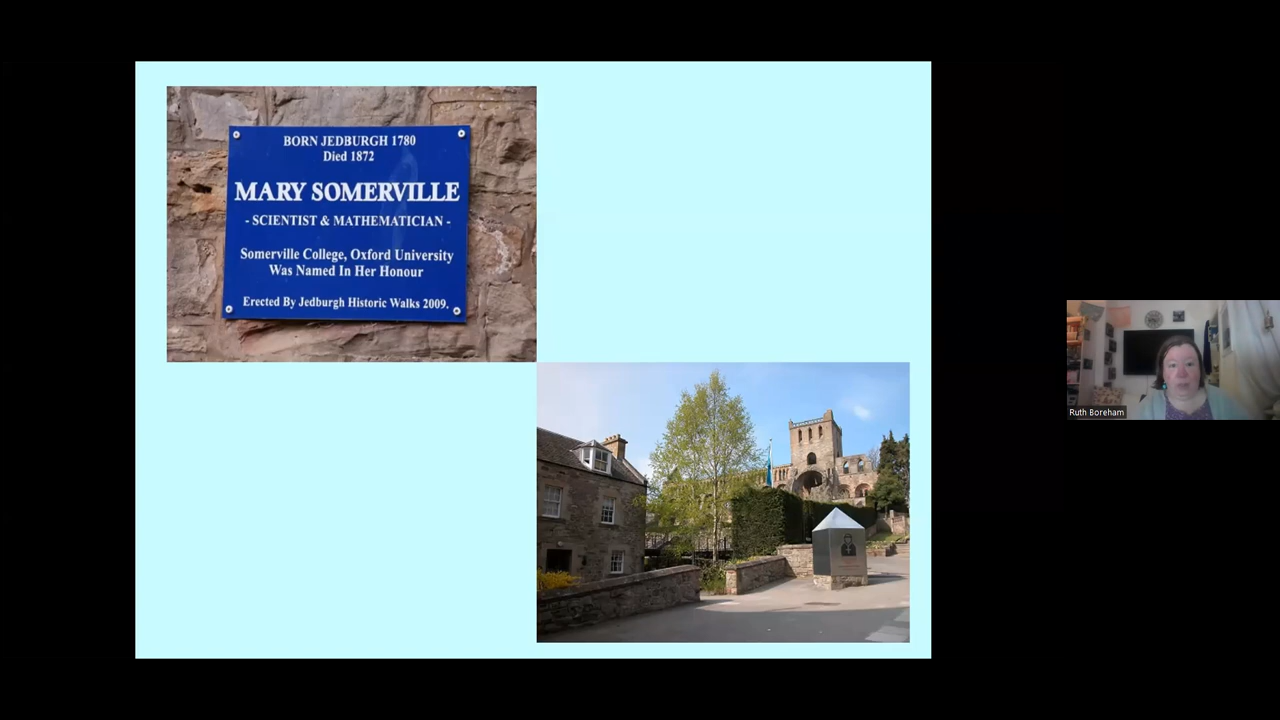 BORN JEDBURGH 1780
Died 1872
MARY SOMERVILLE
- SCIENTIST & MATHEMATICIAN -
Somerville College, Oxford University
Was Named In Her Honour
Erected By Jedburgh Historic Walks 2009.
Ruth Boreham